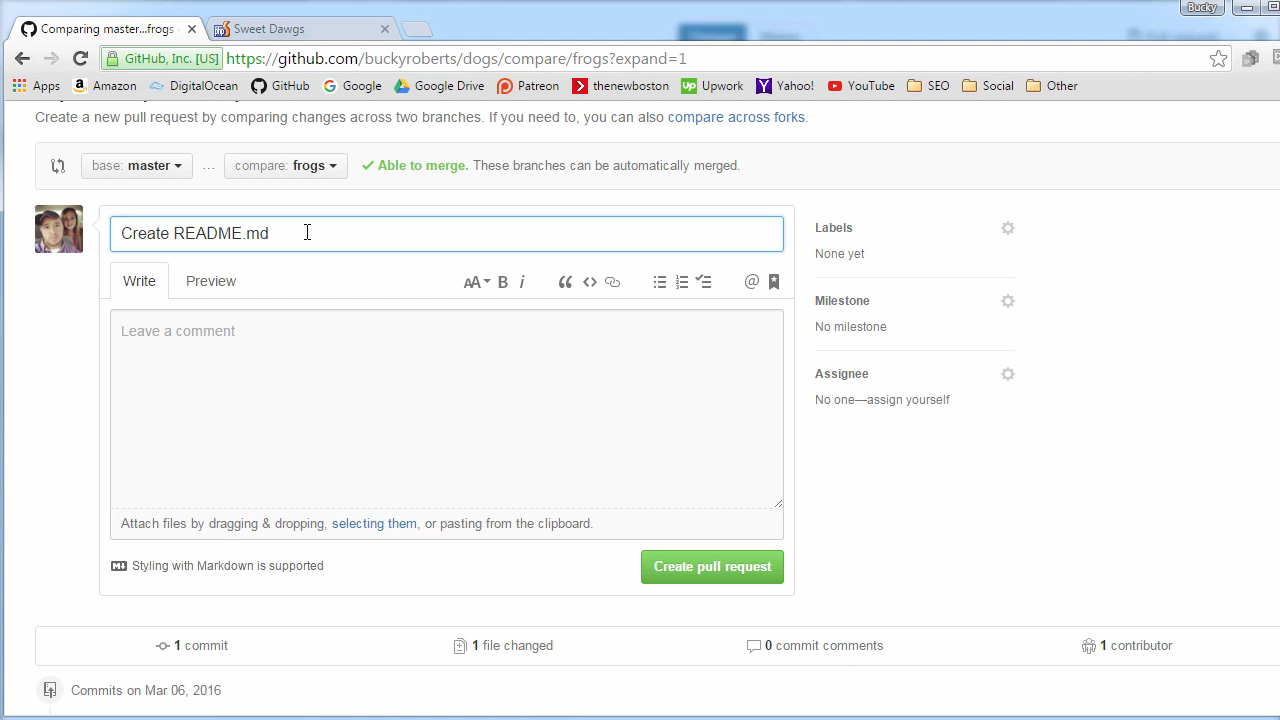 Bucky
Comparing master...frogs
Sweet Dawgs
GitHub, Inc. [US]
https://github.com/buckyroberts/dogs/compare/frogs?expand=1
Apps
Amazon
DigitalOcean
GitHub
Google
Google Drive
Patreon
thenewboston
Upwork
Yahoo!
YouTube
SEO
Social
Other
Create a new pull request by comparing changes across two branches. If you need to, you can also compare across forks.
base: master
...
compare: frogs
Able to merge. These branches can be automatically merged.
Create README.md
Labels
None yet
Write
Preview
AA
B
i
@
Milestone
No milestone
Leave a comment
Assignee
No one—assign yourself
Attach files by dragging & dropping, selecting them, or pasting from the clipboard.
Styling with Markdown is supported
Create pull request
1 commit
1 file changed
0 commit comments
1 contributor
Commits on Mar 06, 2016